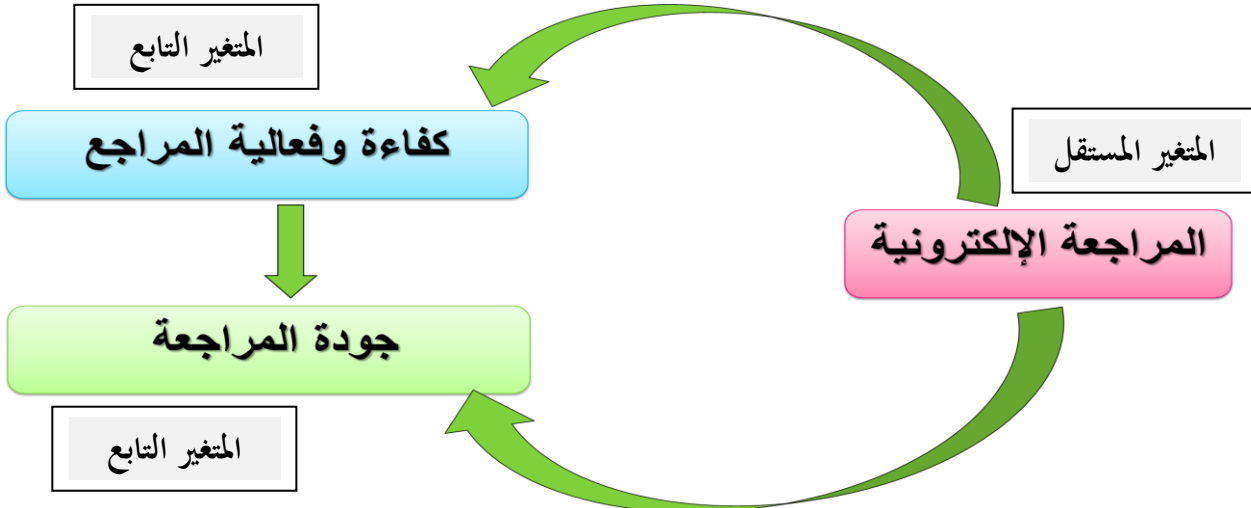 المتغير التابع
كفاءة وفعالية المراجع
المتغير المستقل
المراجعة الإلكترونية
جودة المراجعة
المتغير التابع